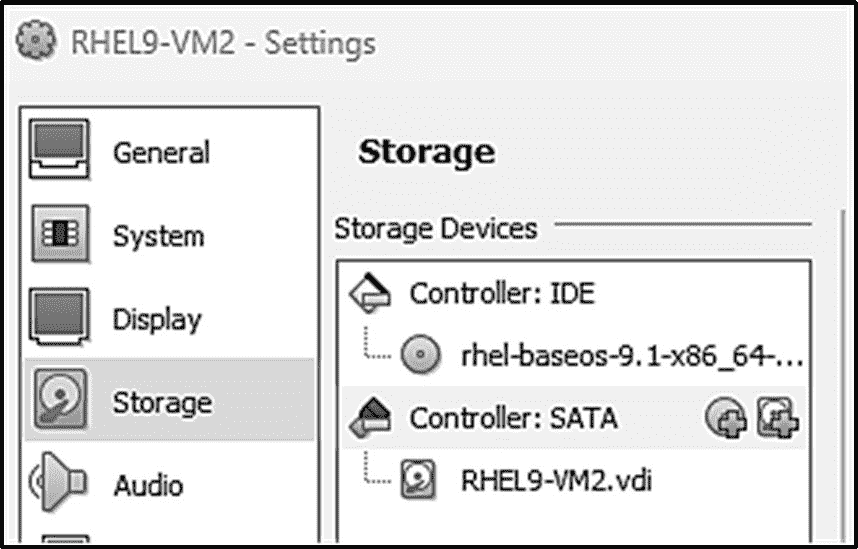 RHEL9-VM2 - Settings
General
System
Display
Storage
Audio
Storage
Storage Devices
Controller: IDE
rhel-baseos-9.1-x86_64-...
Controller: SATA
RHEL9-VM2.vdi